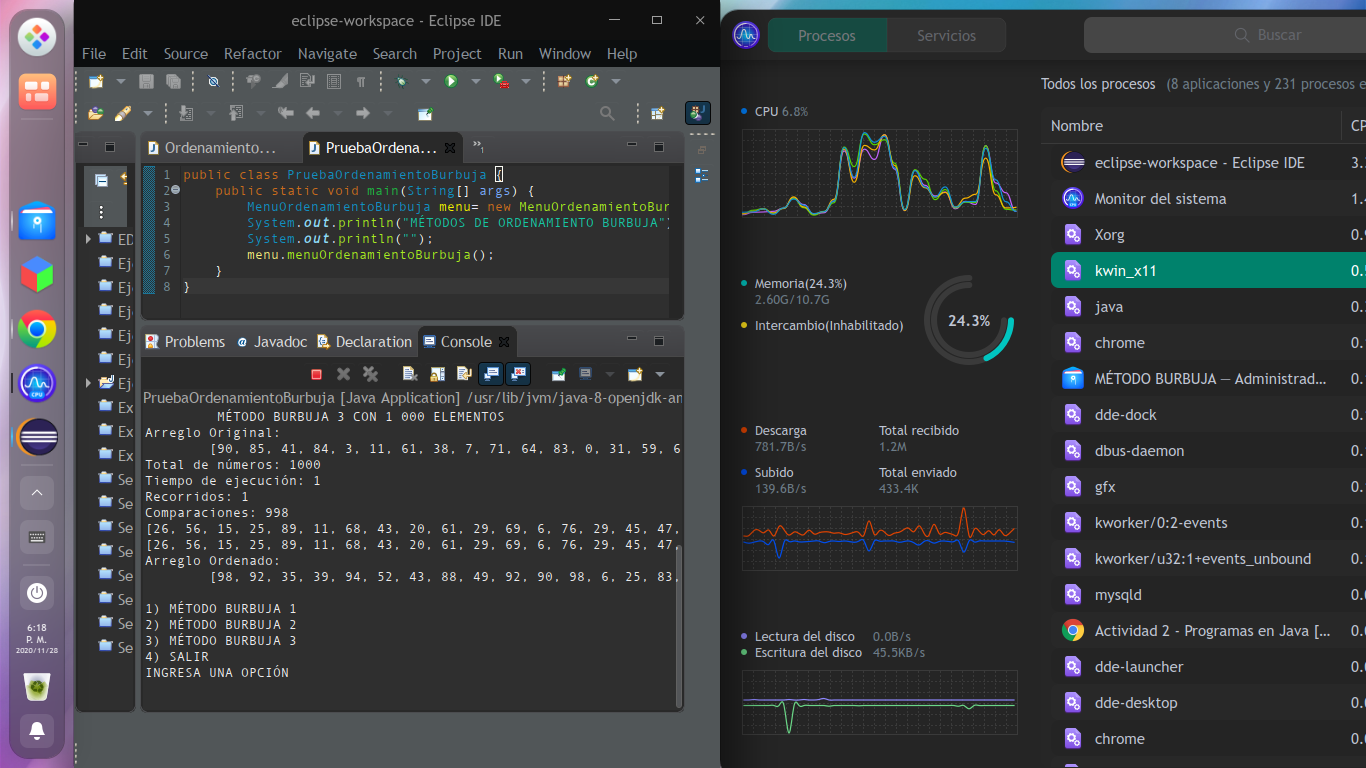 eclipse-workspace - Eclipse IDE
File Edit Source Refactor Navigate Search Project Run Window Help
Ordenamiento...
PruebaOrdena...
»1
1 public class PruebaOrdenamientoBurbuja {
2 public static void main(String[] args) {
3 MenuOrdenamientoBurbuja menu= new MenuOrdenamientoBur
4 System.out.println("MÉTODOS DE ORDENAMIENTO BURBUJA")
5 System.out.println("");
6 menu.menuOrdenamientoBurbuja();
7 }
8 }
ED
Eje
Eje
Eje
Eje
Eje
Eje
Ex
Ex
Ex
Se
Se
Se
Se
Se
Se
Se
Se
Problems
Javadoc
Declaration
Console
PruebaOrdenamientoBurbuja [Java Application] /usr/lib/jvm/java-8-openjdk-an
MÉTODO BURBUJA 3 CON 1 000 ELEMENTOS
Arreglo Original:
[90, 85, 41, 84, 3, 11, 61, 38, 7, 71, 64, 83, 0, 31, 59, 6
Total de números: 1000
Tiempo de ejecución: 1
Recorridos: 1
Comparaciones: 998
[26, 56, 15, 25, 89, 11, 68, 43, 20, 61, 29, 69, 6, 76, 29, 45, 47,
[26, 56, 15, 25, 89, 11, 68, 43, 20, 61, 29, 69, 6, 76, 29, 45, 47,
Arreglo Ordenado:
[98, 92, 35, 39, 94, 52, 43, 88, 49, 92, 90, 98, 6, 25, 83,
1) MÉTODO BURBUJA 1
2) MÉTODO BURBUJA 2
3) MÉTODO BURBUJA 3
4) SALIR
INGRESA UNA OPCIÓN
CPU
6:18
P. M.
2020/11/28
Procesos
Servicios
Buscar
Todos los procesos (8 aplicaciones y 231 procesos e
CPU 6.8%
Memoria(24.3%)
2.60G/10.7G
Intercambio(Inhabilitado)
24.3%
Descarga
781.7B/s
Total recibido
1.2M
Subido
139.6B/s
Total enviado
433.4K
Lectura del disco 0.0B/s
Escritura del disco 45.5KB/s
Nombre CP
eclipse-workspace - Eclipse IDE 3.
Monitor del sistema 1.
Xorg 0.
kwin_x11 0.
java 0.
chrome 0.
MÉTODO BURBUJA — Administrad... 0.
dde-dock 0.
dbus-daemon 0.
gfx 0.
kworker/0:2-events 0.
kworker/u32:1+events_unbound 0.
mysqld 0.
Actividad 2 - Programas en Java [... 0.
dde-launcher 0.
dde-desktop 0.
chrome 0.